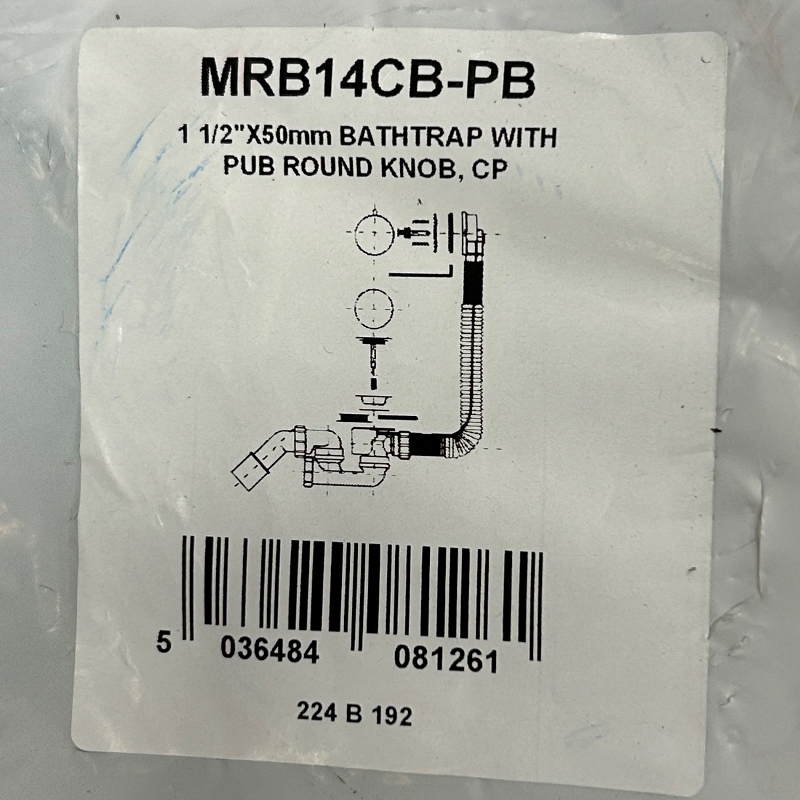 MRB14CB-PB
1 1/2"X50mm BATHTRAP WITH
PUB ROUND KNOB, CP
5 036484 081261
224 B 192